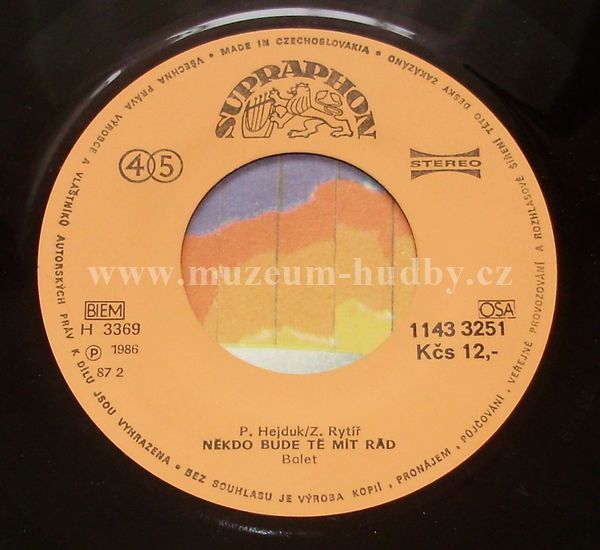 VŠECHNA PRÁVA VÝROBCE A VLASTNÍKŮ AUTORSKÝCH PRÁV K DÍLU JSOU VYHRAZENA • BEZ SOUHLASU JE VÝROBA KOPIÍ, PRONÁJEM, PŮJČOVÁNÍ, VEŘEJNÉ PROVOZOVÁNÍ A ROZHLASOVÉ ŠÍŘENÍ TÉTO DESKY ZAKÁZÁNO • MADE IN CZECHOSLOVAKIA •
SUPRAPHON
45
STEREO
www.muzeum-hudby.cz
BIEM
OSA
H 3369
1143 3251
Ⓟ 1986
Kčs 12,-
87 2
P. Hejduk/Z. Rytíř
NĚKDO BUDE TĚ MÍT RÁD
Balet